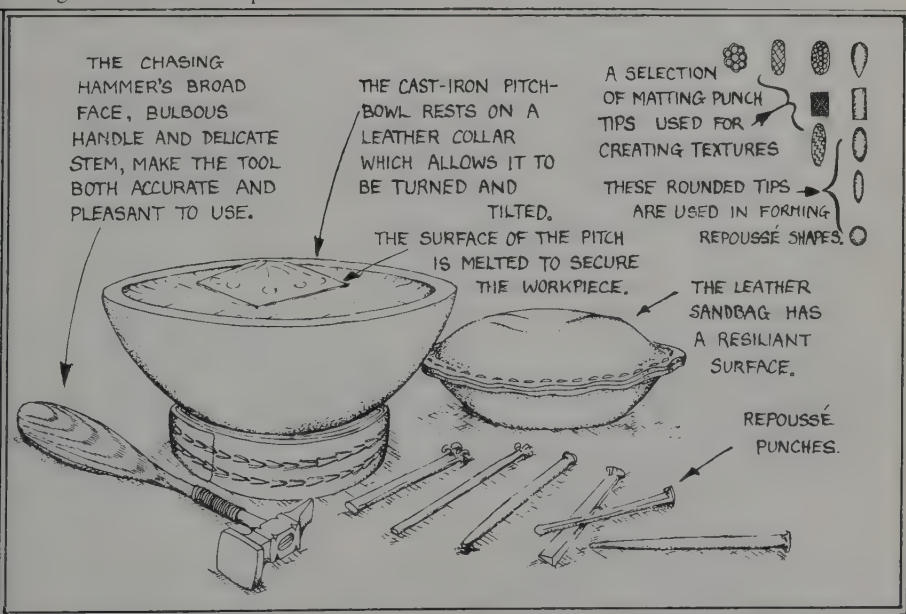 THE CHASING
HAMMER'S BROAD
FACE, BULBOUS
HANDLE AND DELICATE
STEM, MAKE THE TOOL
BOTH ACCURATE AND
PLEASANT TO USE.
THE CAST-IRON PITCH-
BOWL RESTS ON A
LEATHER COLLAR
WHICH ALLOWS IT TO
BE TURNED AND
TILTED.
THE SURFACE OF THE PITCH
IS MELTED TO SECURE
THE WORKPIECE.
A SELECTION
OF MATTING PUNCH
TIPS USED FOR
CREATING TEXTURES
THESE ROUNDED TIPS
ARE USED IN FORMING
REPOUSSÉ SHAPES.
THE LEATHER
SANDBAG HAS
A RESILIANT
SURFACE.
REPOUSSÉ
PUNCHES.